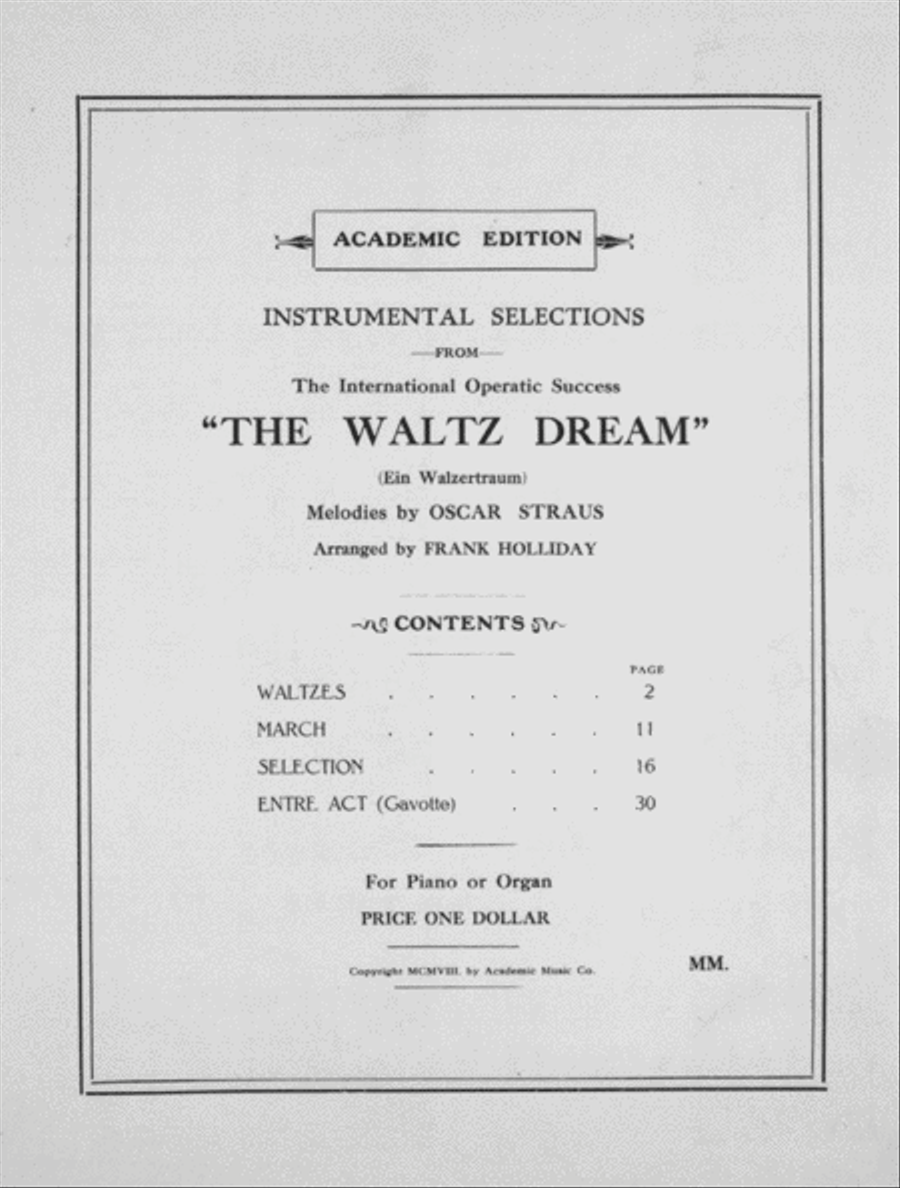 ACADEMIC EDITION
INSTRUMENTAL SELECTIONS
—FROM—
The International Operatic Success
“THE WALTZ DREAM”
(Ein Walzertraum)
Melodies by OSCAR STRAUS
Arranged by FRANK HOLLIDAY
CONTENTS
PAGE
WALTZES . . . . . . 2
MARCH . . . . . . 11
SELECTION . . . . . 16
ENTRE ACT (Gavotte) . . . 30
For Piano or Organ
PRICE ONE DOLLAR
Copyright MCMVIII. by Academic Music Co.
MM.